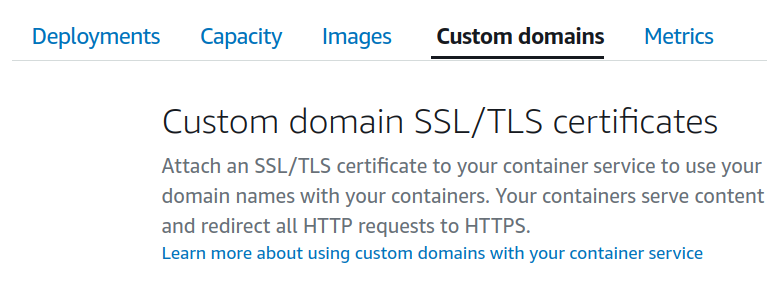 Deployments Capacity Images Custom domains Metrics
Custom domain SSL/TLS certificates
Attach an SSL/TLS certificate to your container service to use your
domain names with your containers. Your containers serve content
and redirect all HTTP requests to HTTPS.
Learn more about using custom domains with your container service